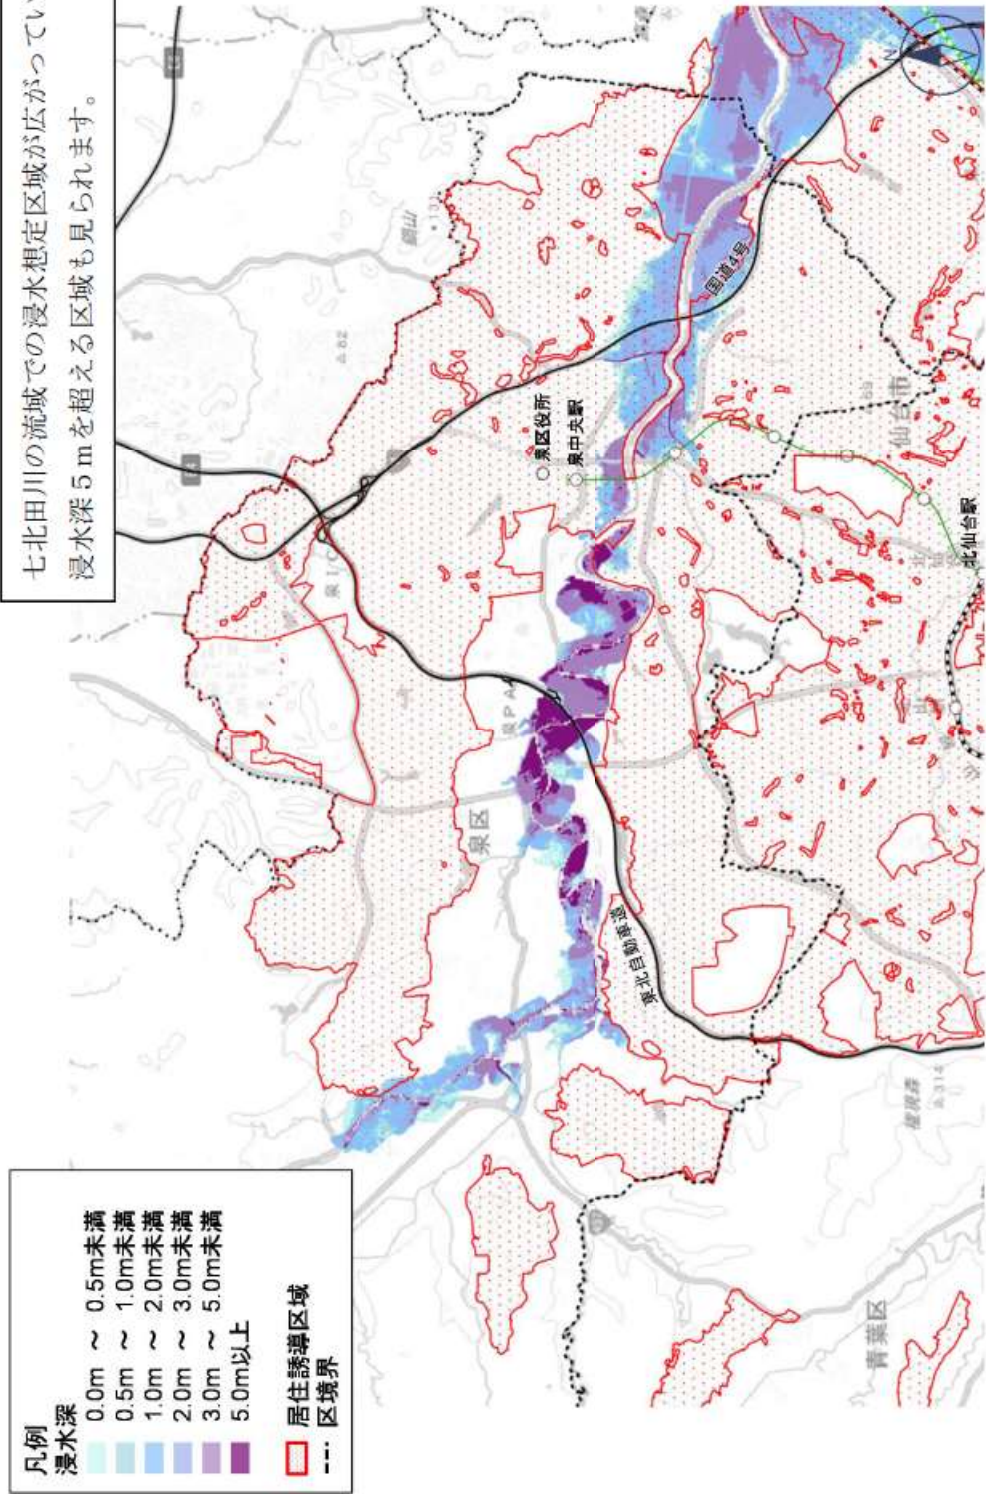 七北田川の流域での浸水想定区域が広がってい
浸水深5mを超える区域も見られます。
凡例
浸水深
0.0m ～ 0.5m未満
0.5m ～ 1.0m未満
1.0m ～ 2.0m未満
2.0m ～ 3.0m未満
3.0m ～ 5.0m未満
5.0m以上
居住誘導区域
区境界
泉区役所
泉中央駅
国道4号
東北自動車道
北仙台駅
泉区
仙台市
青葉区
泉IC
泉PA